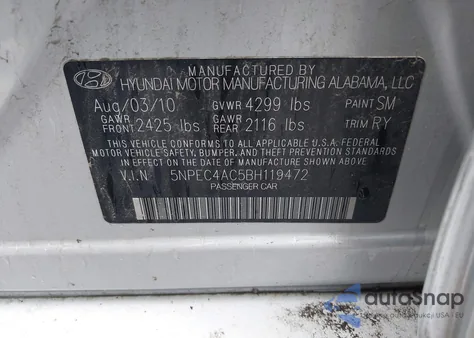 MANUFACTURED BY
HYUNDAI MOTOR MANUFACTURING ALABAMA, LLC
Aug/03/10 GVWR 4299 lbs PAINT SM
GAWR FRONT 2425 lbs GAWR REAR 2116 lbs TRIM RY
THIS VEHICLE CONFORMS TO ALL APPLICABLE U.S.A FEDERAL
MOTOR VEHICLE SAFETY, BUMPER, AND THEFT PREVENTION
STANDARDS IN EFFECT ON THE DATE OF MANUFACTURE SHOWN ABOVE.
V.I.N 5NPEC4AC5BH119472
PASSENGER CAR
autosnap
USA EU